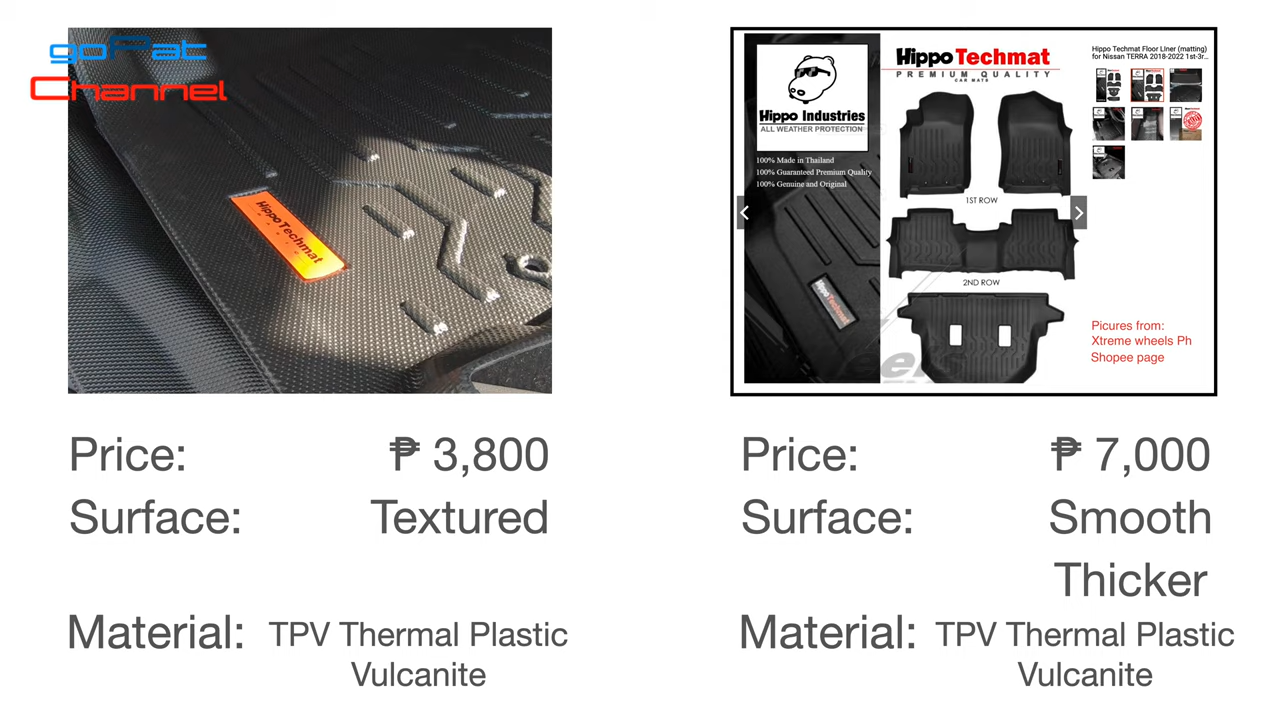 goPat
Channel
HippoTechmat
Hippo Industries
ALL WEATHER PROTECTION
100% Made in Thailand
100% Guaranteed Premium Quality
100% Genuine and Original
HippoTechmat
Hippo Techmat
PREMIUM QUALITY
CAR MATS
1ST ROW
2ND ROW
Hippo Techmat Floor LIner (matting)
for Nissan TERRA 2018-2022 1st-3r...
Picures from:
Xtreme wheels Ph
Shopee page
Price: ₱ 3,800
Surface: Textured
Material: TPV Thermal Plastic
Vulcanite
Price: ₱ 7,000
Surface: Smooth
Thicker
Material: TPV Thermal Plastic
Vulcanite